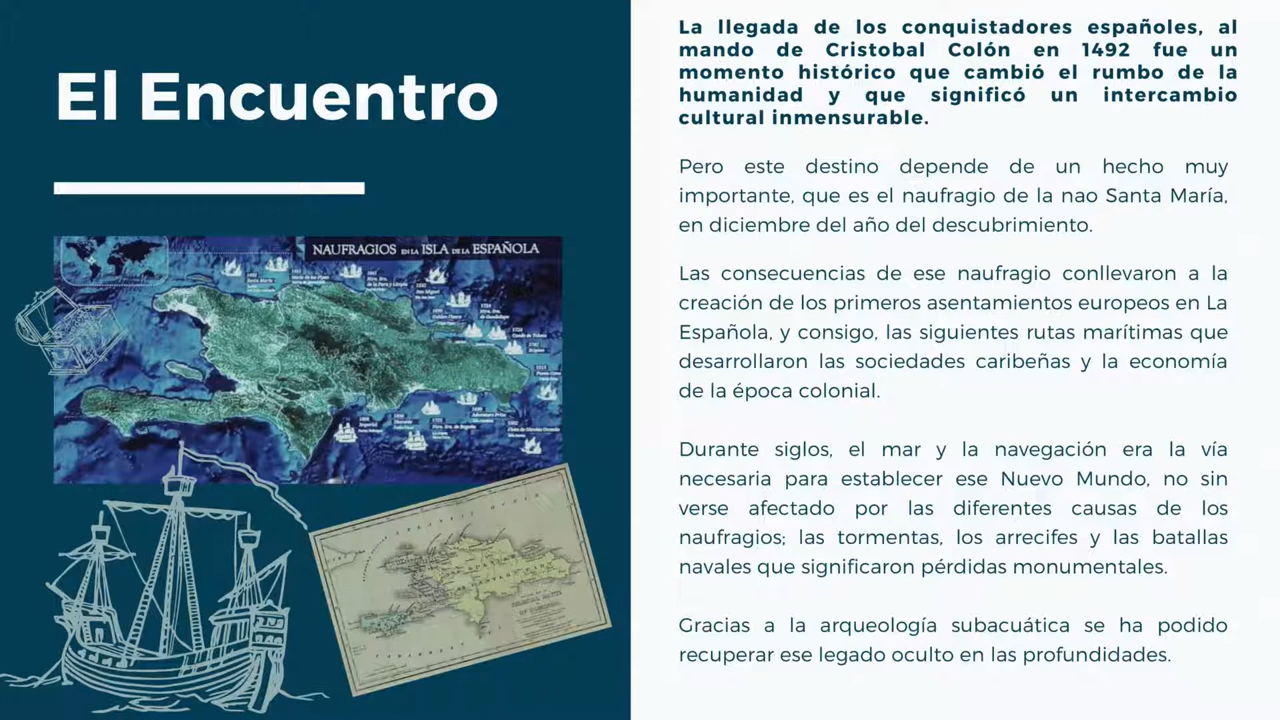 El Encuentro
NAUFRAGIOS EN LA ISLA DE LA ESPAÑOLA
La llegada de los conquistadores españoles, al
mando de Cristobal Colón en 1492 fue un
momento histórico que cambió el rumbo de la
humanidad y que significó un intercambio
cultural inmensurable.
Pero este destino depende de un hecho muy
importante, que es el naufragio de la nao Santa María,
en diciembre del año del descubrimiento.
Las consecuencias de ese naufragio conllevaron a la
creación de los primeros asentamientos europeos en La
Española, y consigo, las siguientes rutas marítimas que
desarrollaron las sociedades caribeñas y la economía
de la época colonial.
Durante siglos, el mar y la navegación era la vía
necesaria para establecer ese Nuevo Mundo, no sin
verse afectado por las diferentes causas de los
naufragios; las tormentas, los arrecifes y las batallas
navales que significaron pérdidas monumentales.
Gracias a la arqueología subacuática se ha podido
recuperar ese legado oculto en las profundidades.